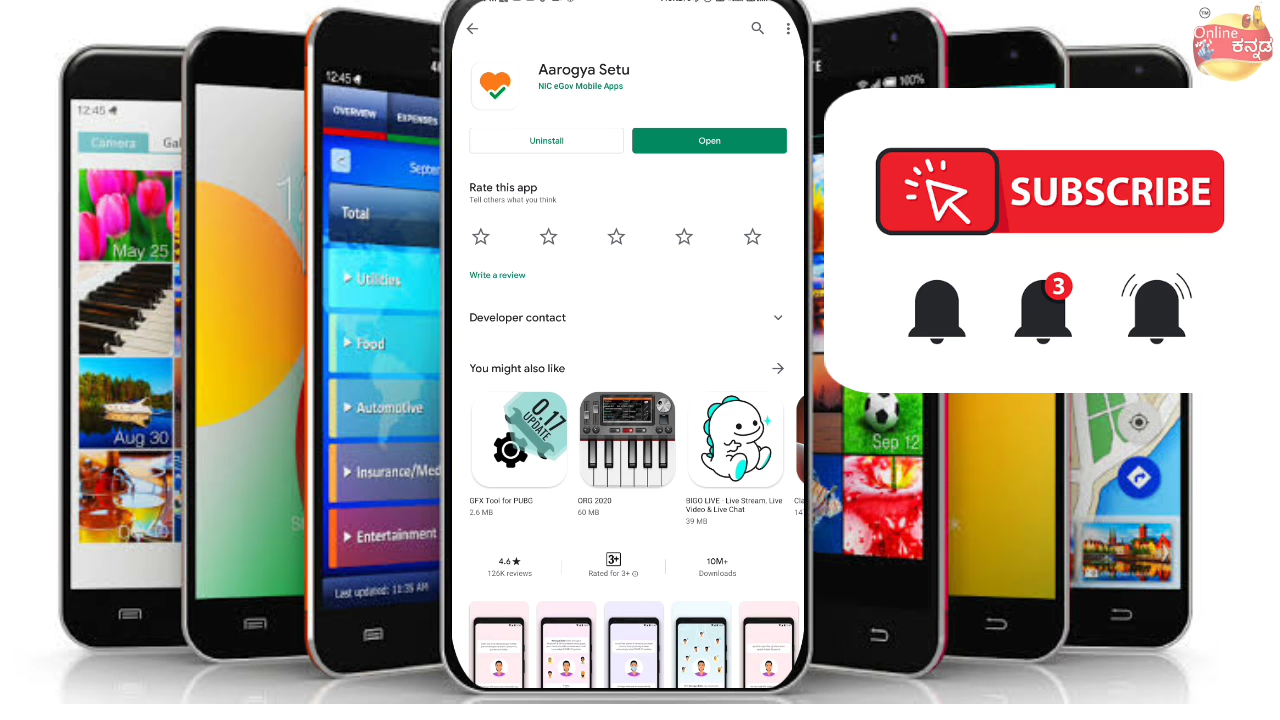 TM
Online
ಕನ್ನಡ
12:45
Camera
May 25
Aug 30
12:45
OVERVIEW
EXPENSES
Total
Utilities
Food
Automotive
Insurance/Med
Entertainment
Last updated: 11:35 AM
Aarogya Setu
NIC eGov Mobile Apps
Uninstall
Open
Rate this app
Tell others what you think
Write a review
Developer contact
You might also like
0.17
UPDATE
GFX Tool for PUBG
2.6 MB
ORG 2020
60 MB
BIGO LIVE - Live Stream, Live
Video & Live Chat
39 MB
4.6 ★
126K reviews
3+
Rated for 3+
10M+
Downloads
100%
SUBSCRIBE
3
Sep 12